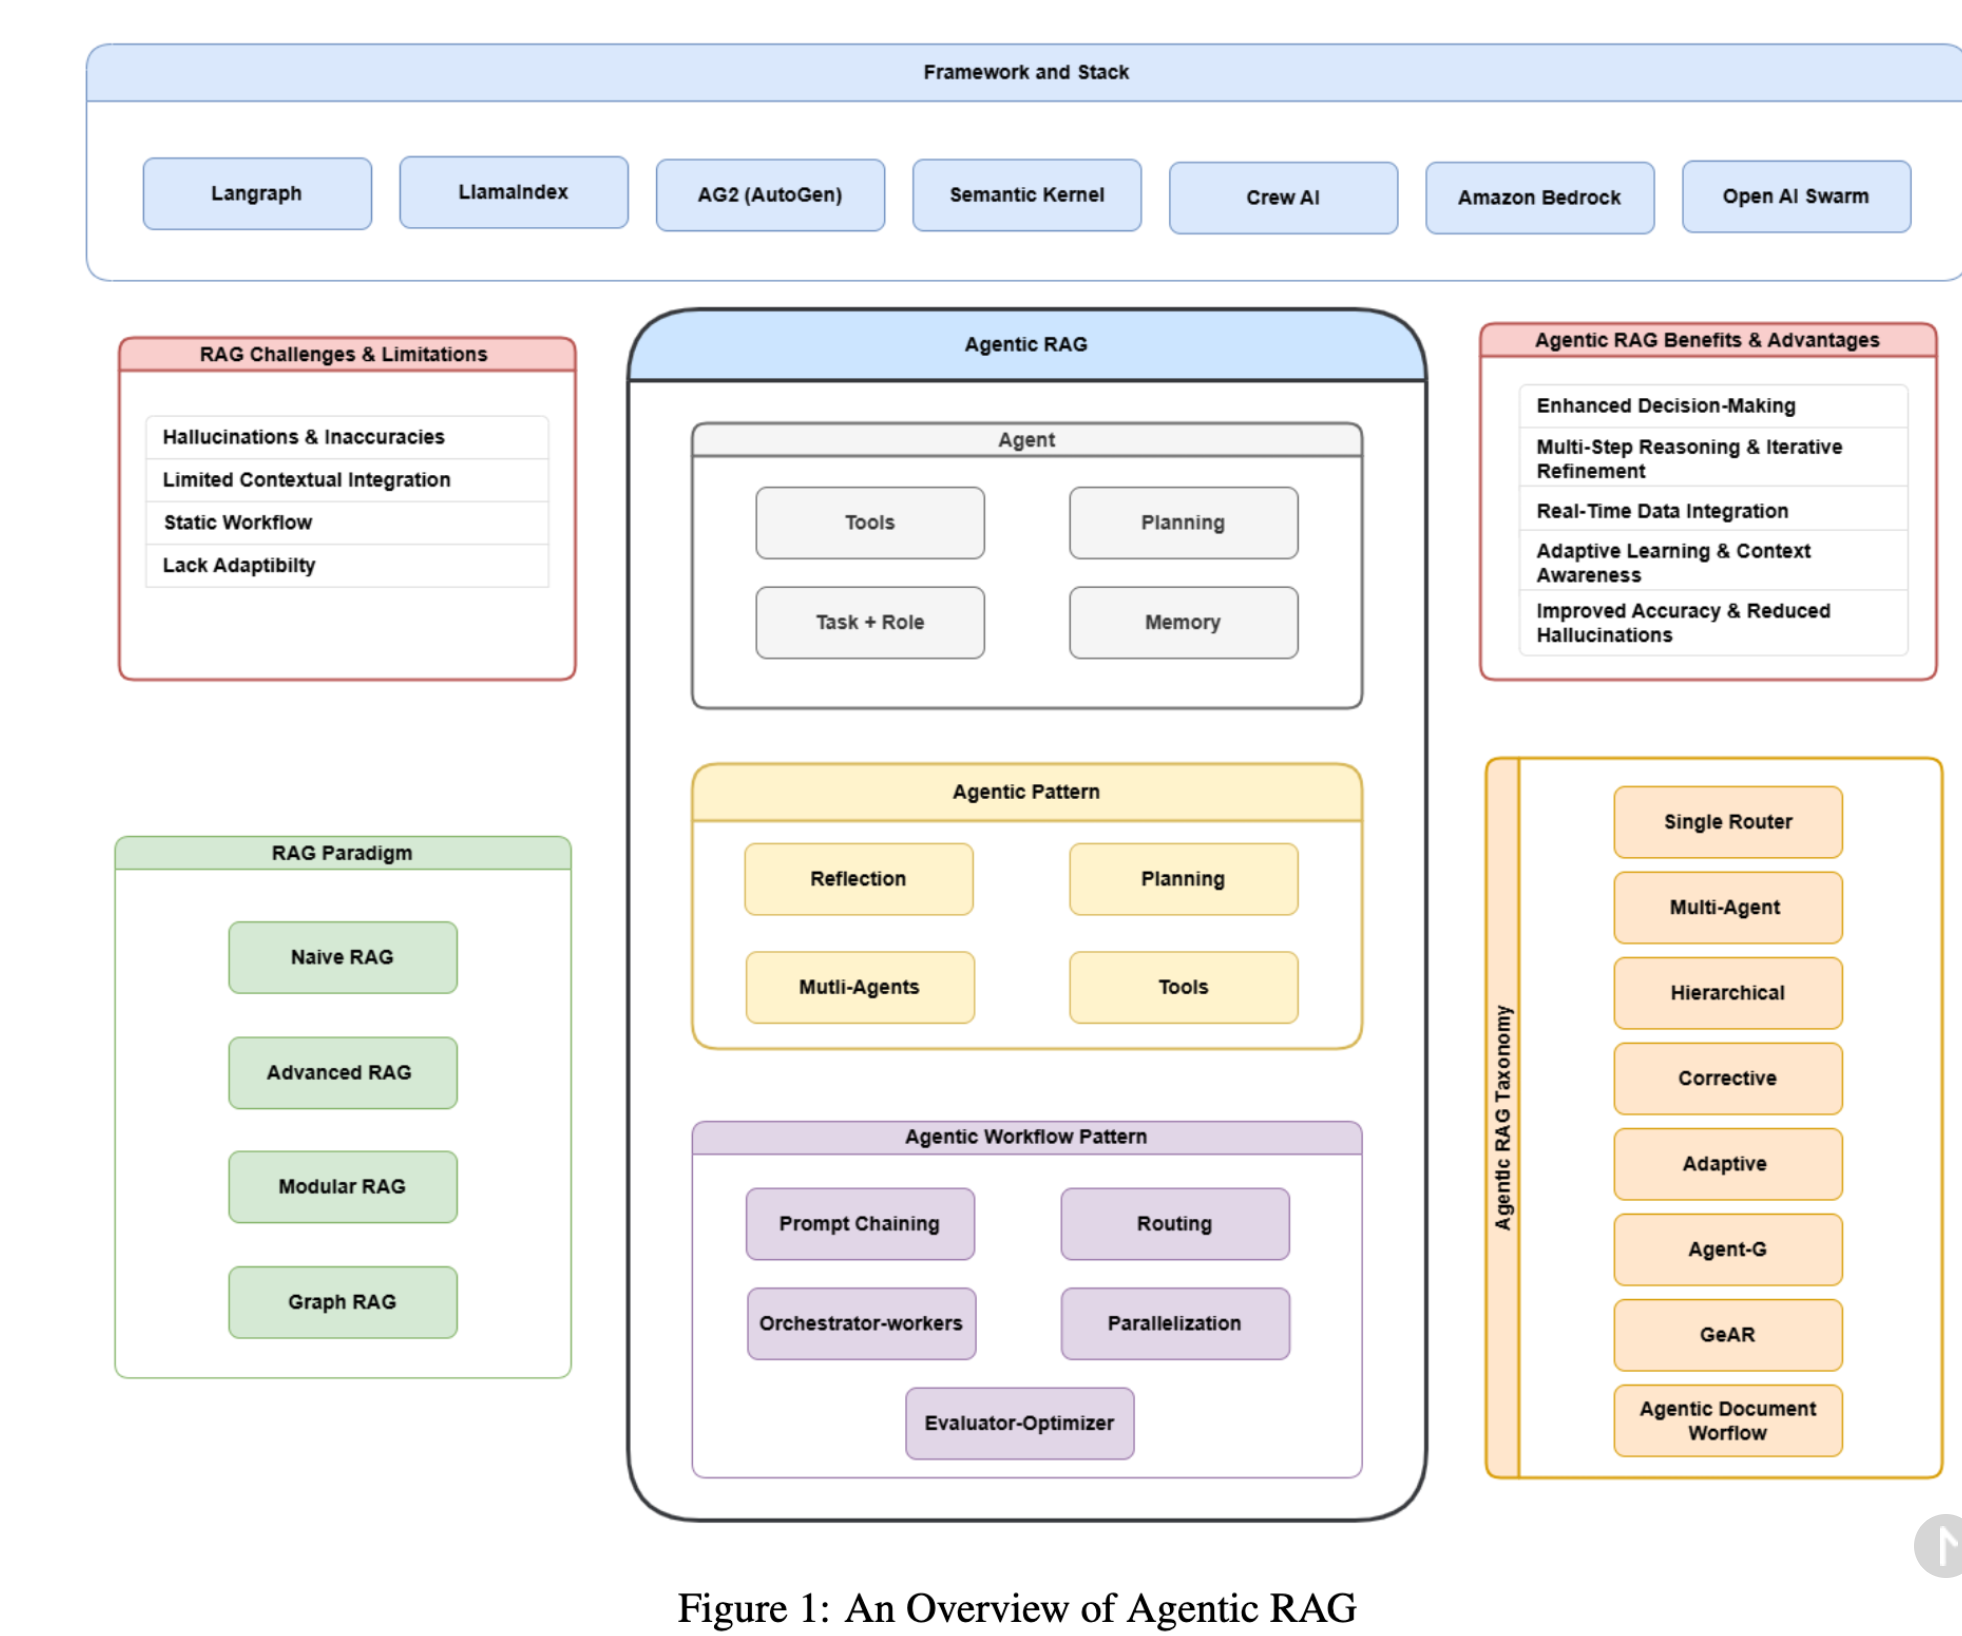 Framework and Stack
Langraph
LlamaIndex
AG2 (AutoGen)
Semantic Kernel
Crew AI
Amazon Bedrock
Open AI Swarm
RAG Challenges & Limitations
Hallucinations & Inaccuracies
Limited Contextual Integration
Static Workflow
Lack Adaptibilty
Agentic RAG
Agent
Tools
Planning
Task + Role
Memory
Agentic RAG Benefits & Advantages
Enhanced Decision-Making
Multi-Step Reasoning & Iterative
Refinement
Real-Time Data Integration
Adaptive Learning & Context
Awareness
Improved Accuracy & Reduced
Hallucinations
RAG Paradigm
Naive RAG
Advanced RAG
Modular RAG
Graph RAG
Agentic Pattern
Reflection
Planning
Mutli-Agents
Tools
Agentic Workflow Pattern
Prompt Chaining
Routing
Orchestrator-workers
Parallelization
Evaluator-Optimizer
Agentic RAG Taxonomy
Single Router
Multi-Agent
Hierarchical
Corrective
Adaptive
Agent-G
GeAR
Agentic Document
Worflow
Figure 1: An Overview of Agentic RAG